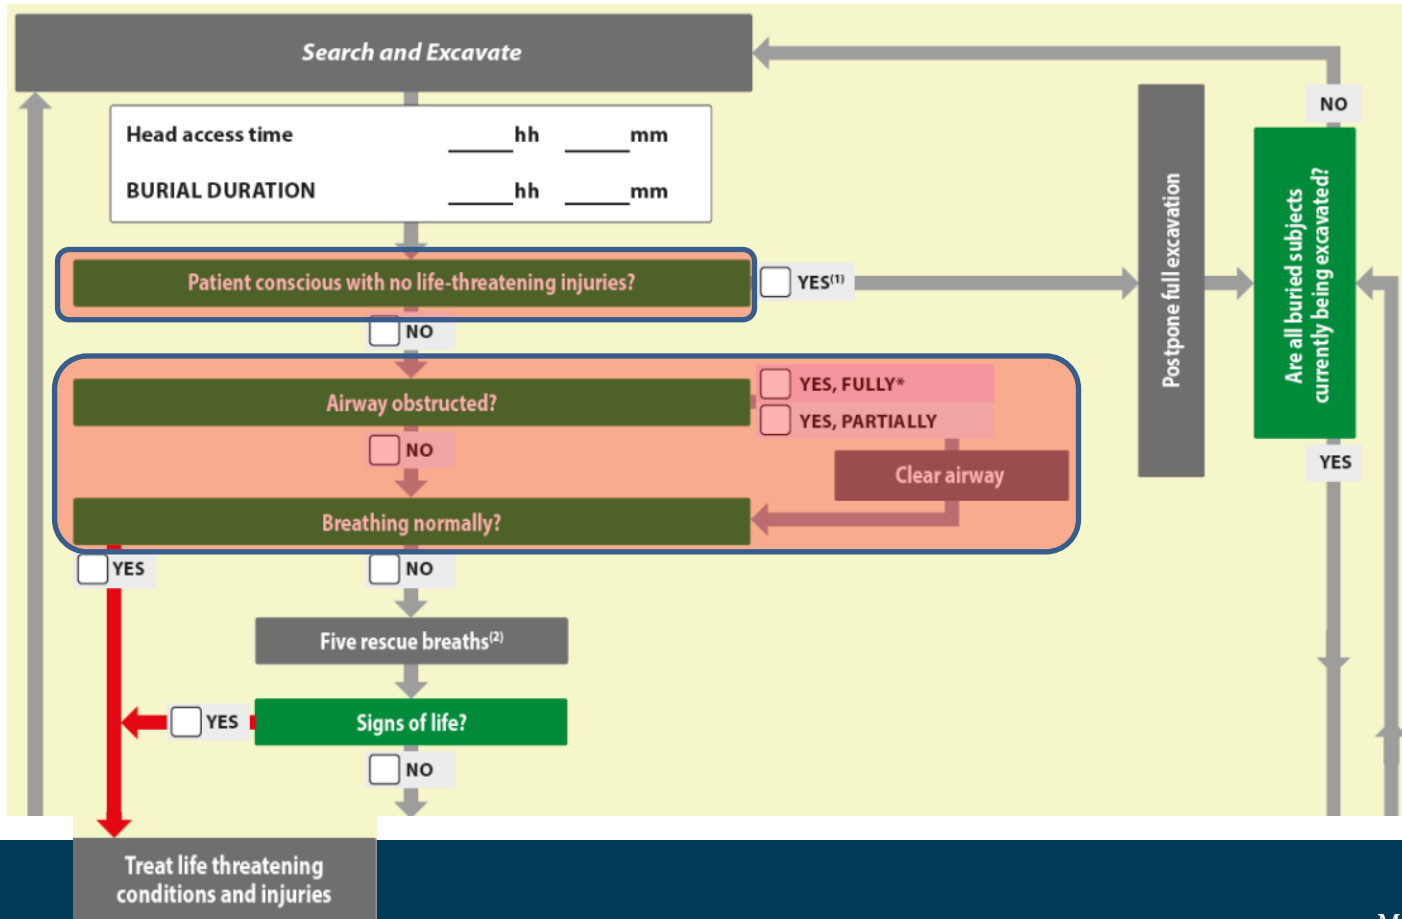 Search and Excavate
Head access time ____hh ____mm
BURIAL DURATION ____hh ____mm
Patient conscious with no life-threatening injuries?
YES(1)
NO
Airway obstructed?
YES, FULLY*
YES, PARTIALLY
NO
Clear airway
Breathing normally?
YES
NO
Five rescue breaths(2)
Signs of life?
YES
NO
Treat life threatening
conditions and injuries
Postpone full excavation
NO
Are all buried subjects
currently being excavated?
YES